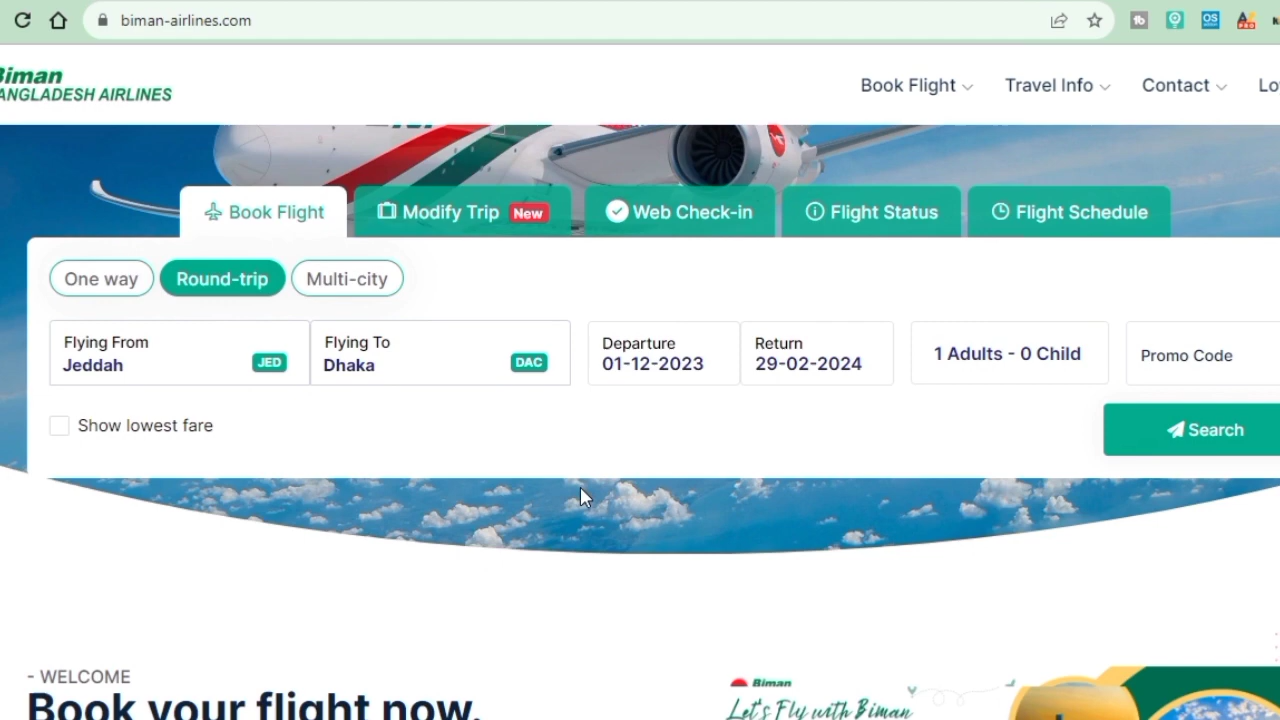 biman-airlines.com
Biman
ANGLADESH AIRLINES
Book Flight
Travel Info
Contact
Lo
Book Flight
Modify Trip New
Web Check-in
Flight Status
Flight Schedule
One way
Round-trip
Multi-city
Flying From
Jeddah JED
Flying To
Dhaka DAC
Departure
01-12-2023
Return
29-02-2024
1 Adults - 0 Child
Promo Code
Show lowest fare
Search
- WELCOME
Book your flight now.
Biman
Let's Fly with Biman